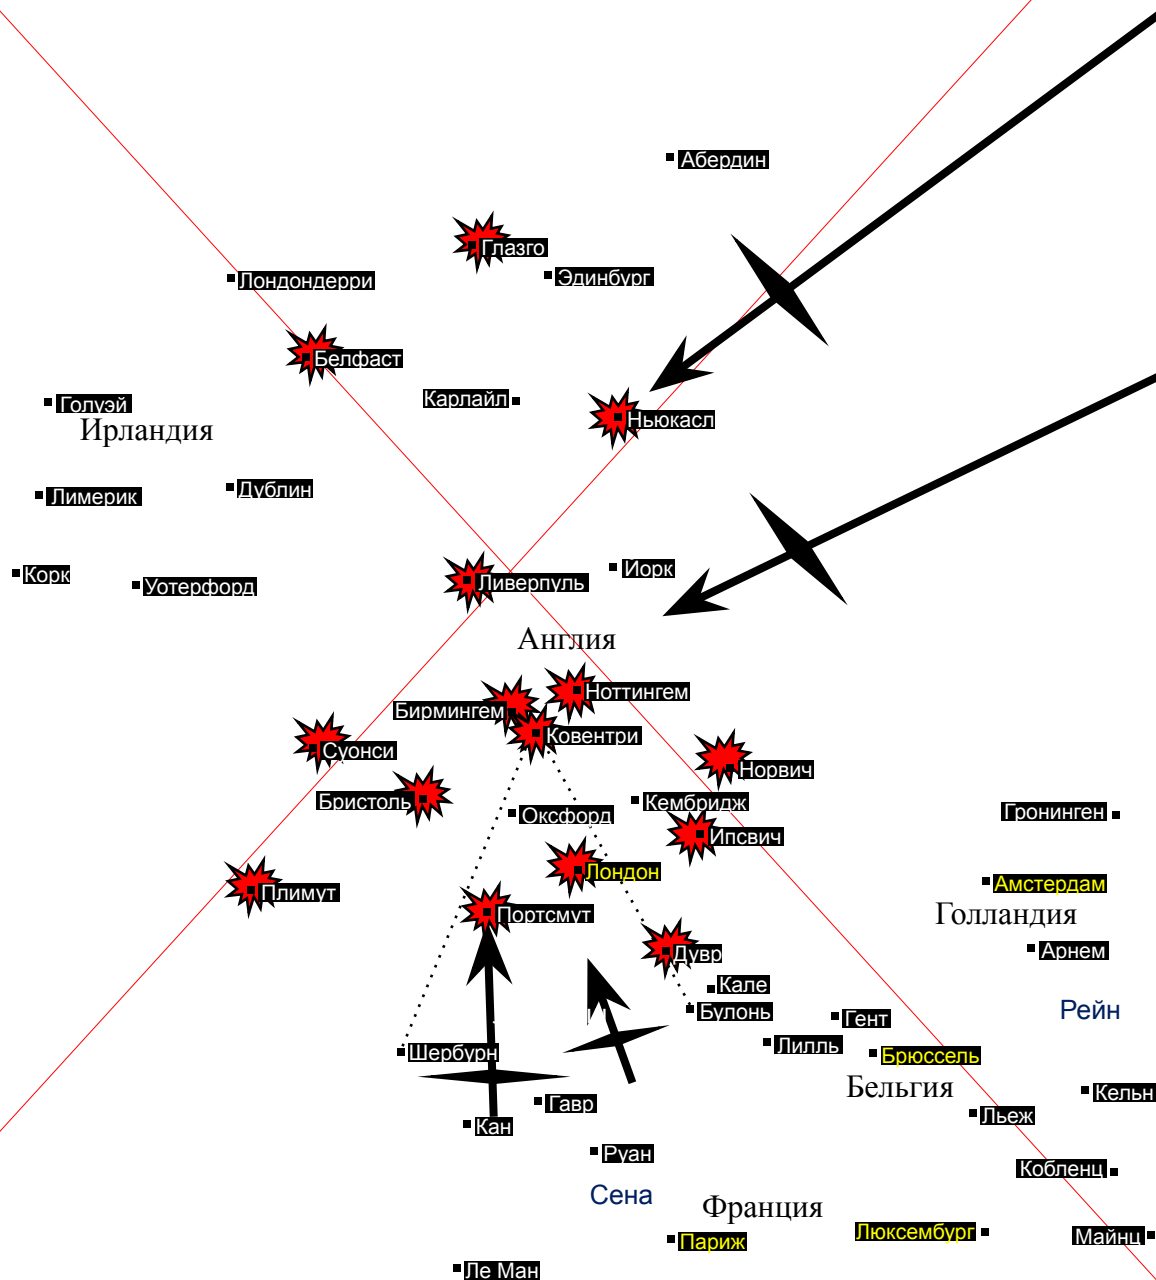 Абердин
Глазго
Эдинбург
Лондондерри
Белфаст
Карлайл
Голуэй
Ньюкасл
Ирландия
Дублин
Лимерик
Йорк
Корк
Уотерфорд
Ливерпуль
Англия
Ноттингем
Бирмингем
Ковентри
Суонси
Норвич
Бристоль
Кембридж
Оксфорд
Гронинген
Ипсвич
Лондон
Амстердам
Плимут
Портсмут
Голландия
Дувр
Арнем
Кале
Булонь
Рейн
Гент
Лилль
Шербурн
Брюссель
Бельгия
Кельн
Гавр
Льеж
Кан
Руан
Кобленц
Сена
Франция
Люксембург
Майнц
Париж
Ле Ман